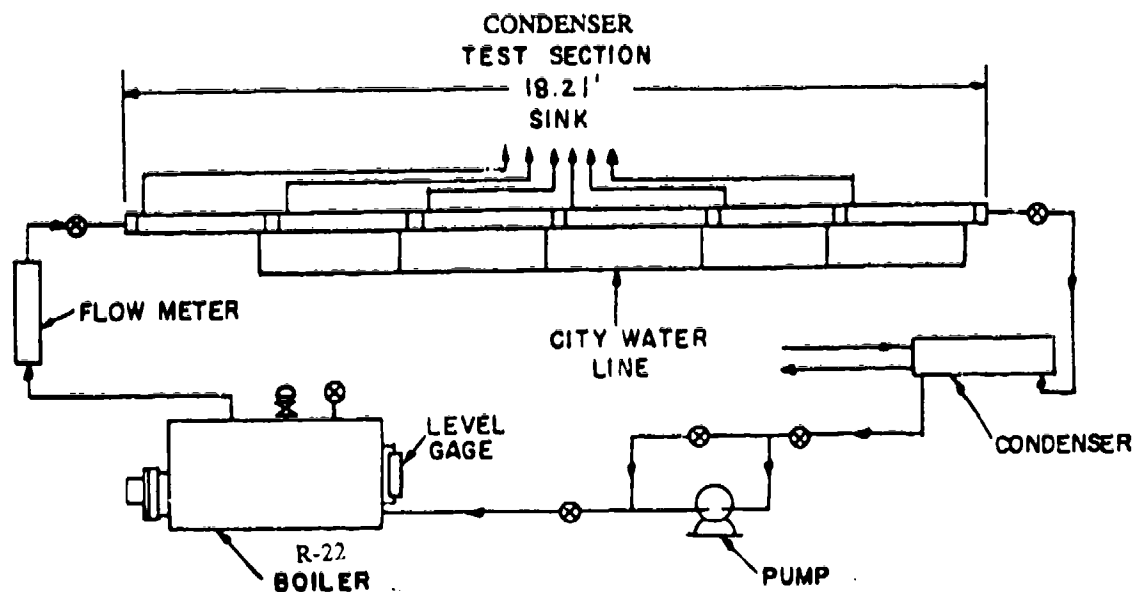 CONDENSER
TEST SECTION
18.21'
SINK
FLOW METER
CITY WATER
LINE
LEVEL
GAGE
CONDENSER
R-22
BOILER
PUMP